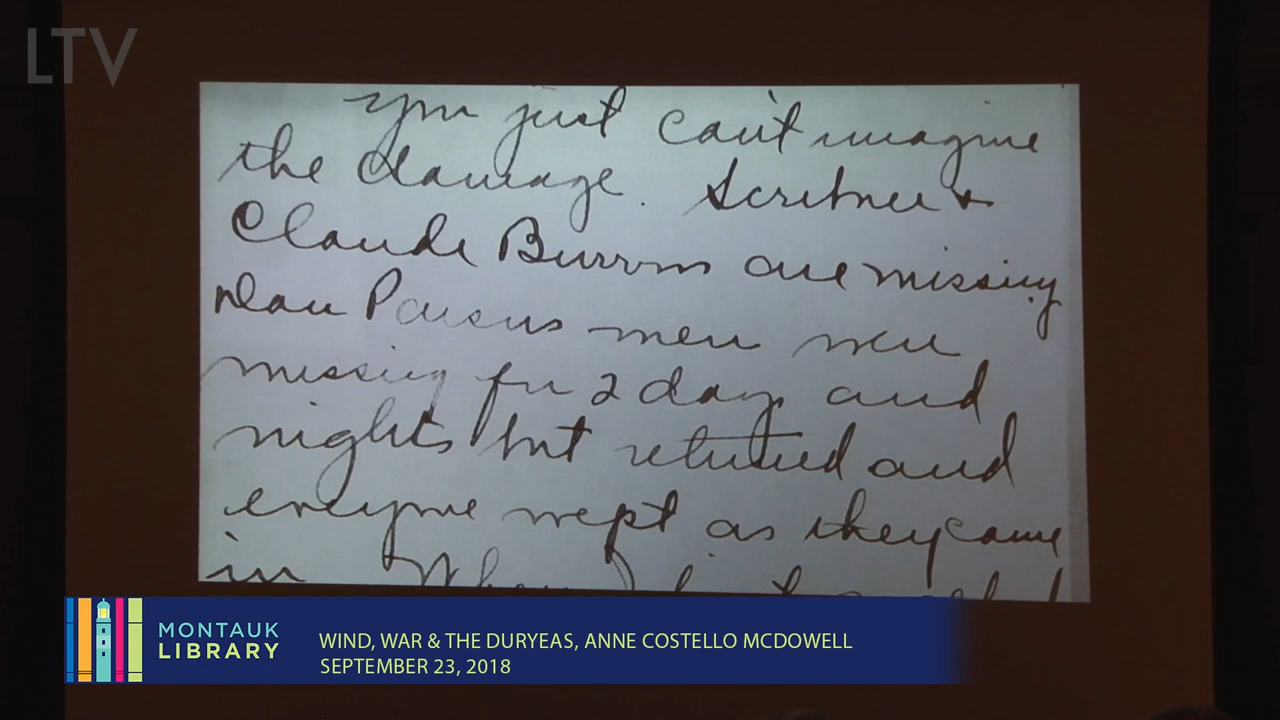 LTV
you just can't imagine
the damage. Scribner +
Claude Burrows are missing
Dan Parsons men were
missing for 2 days and
nights but returned and
everyone wept as they came
in. When I
MONTAUK
LIBRARY
WIND, WAR & THE DURYEAS, ANNE COSTELLO MCDOWELL
SEPTEMBER 23, 2018